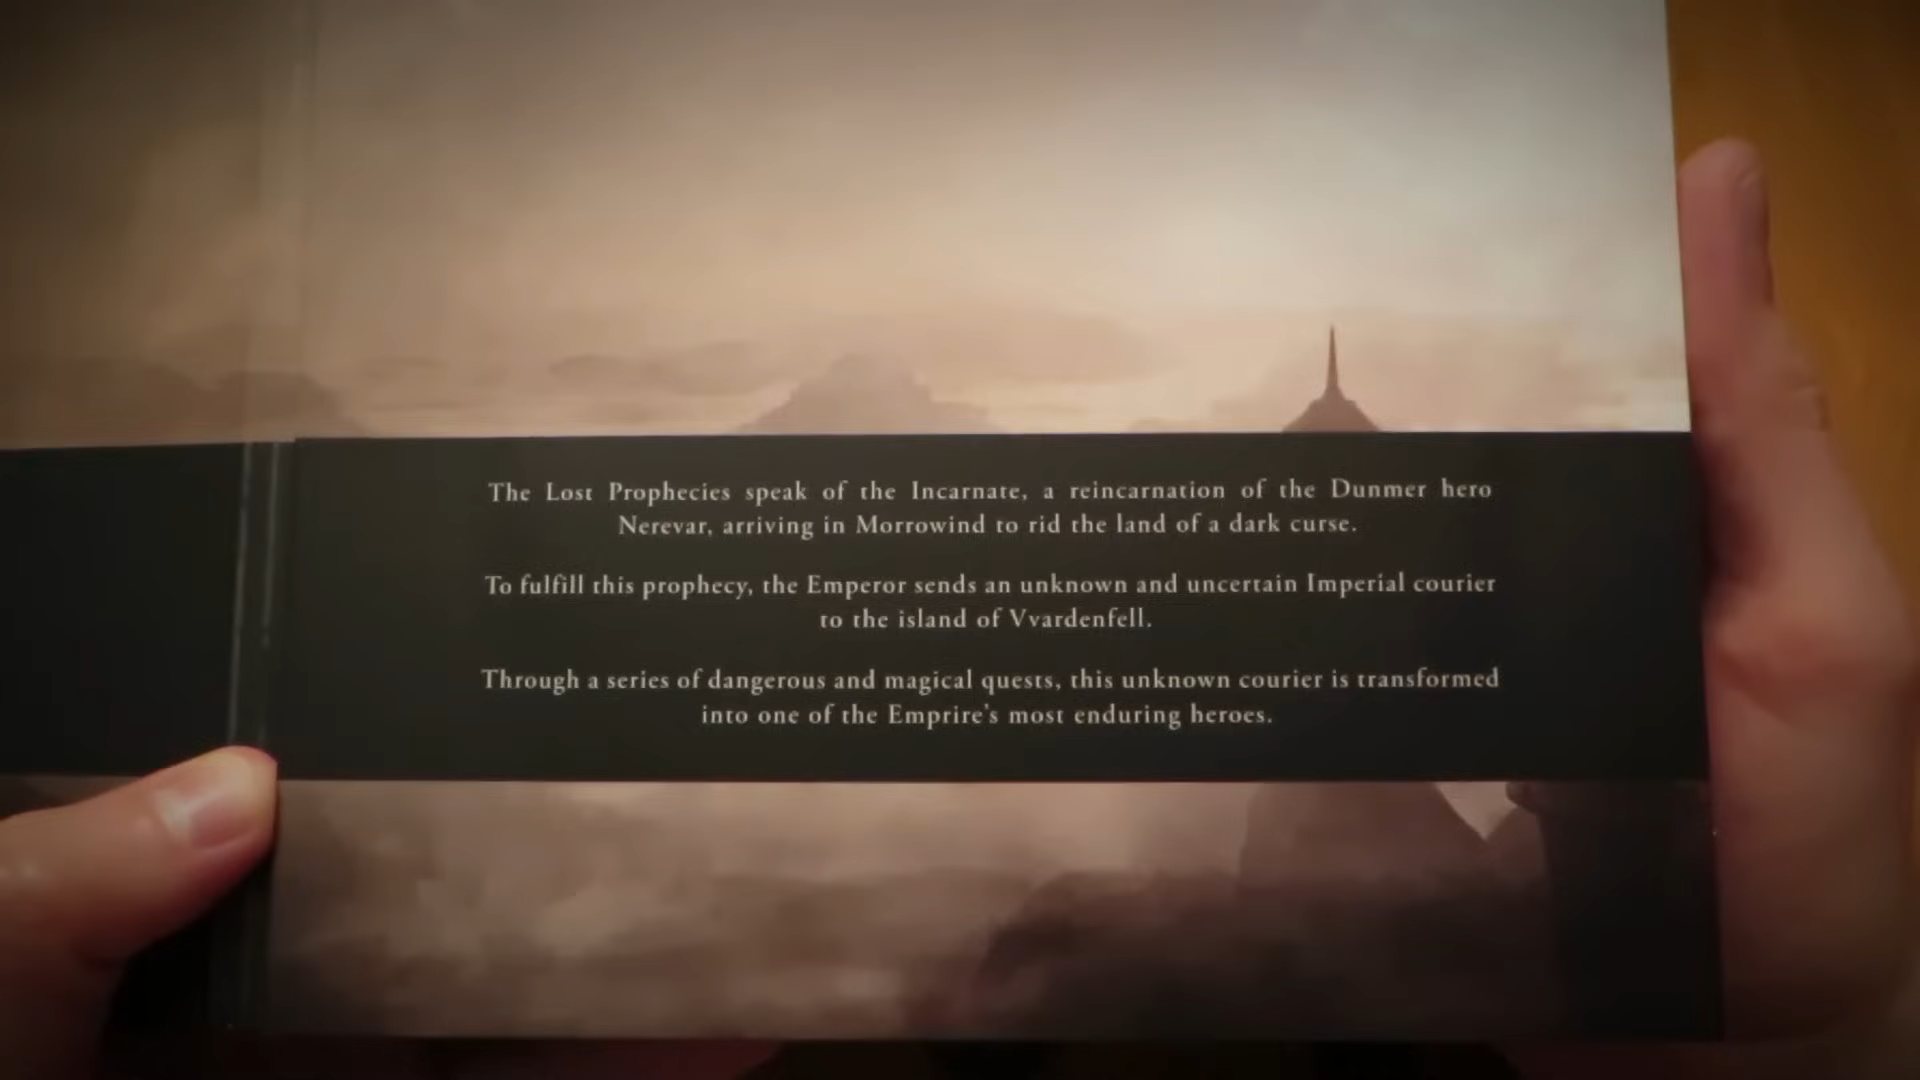 The Lost Prophecies speak of the Incarnate, a reincarnation of the Dunmer hero
Nerevar, arriving in Morrowind to rid the land of a dark curse.
To fulfill this prophecy, the Emperor sends an unknown and uncertain Imperial courier
to the island of Vvardenfell.
Through a series of dangerous and magical quests, this unknown courier is transformed
into one of the Emprire's most enduring heroes.